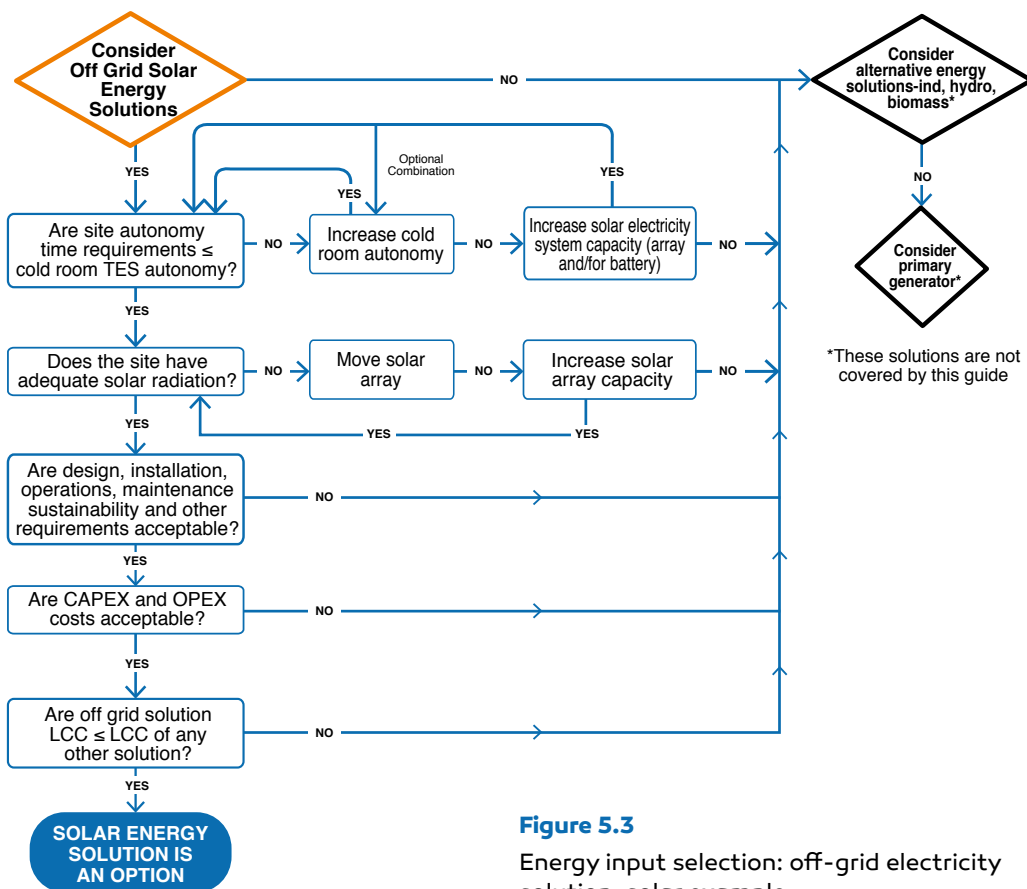 Consider
Off Grid Solar
Energy
Solutions
NO
Consider
alternative energy
solutions-ind, hydro,
biomass*
YES
Optional
Combination
YES
YES
NO
Are site autonomy
time requirements ≤
cold room TES autonomy?
NO
Increase cold
room autonomy
NO
Increase solar electricity
system capacity (array
and/for battery)
NO
Consider
primary
generator*
YES
Does the site have
adequate solar radiation?
NO
Move solar
array
NO
Increase solar
array capacity
NO
*These solutions are not
covered by this guide
YES
YES
YES
Are design, installation,
operations, maintenance
sustainability and other
requirements acceptable?
NO
YES
Are CAPEX and OPEX
costs acceptable?
NO
YES
Are off grid solution
LCC ≤ LCC of any
other solution?
NO
YES
SOLAR ENERGY
SOLUTION IS
AN OPTION
Figure 5.3
Energy input selection: off-grid electricity